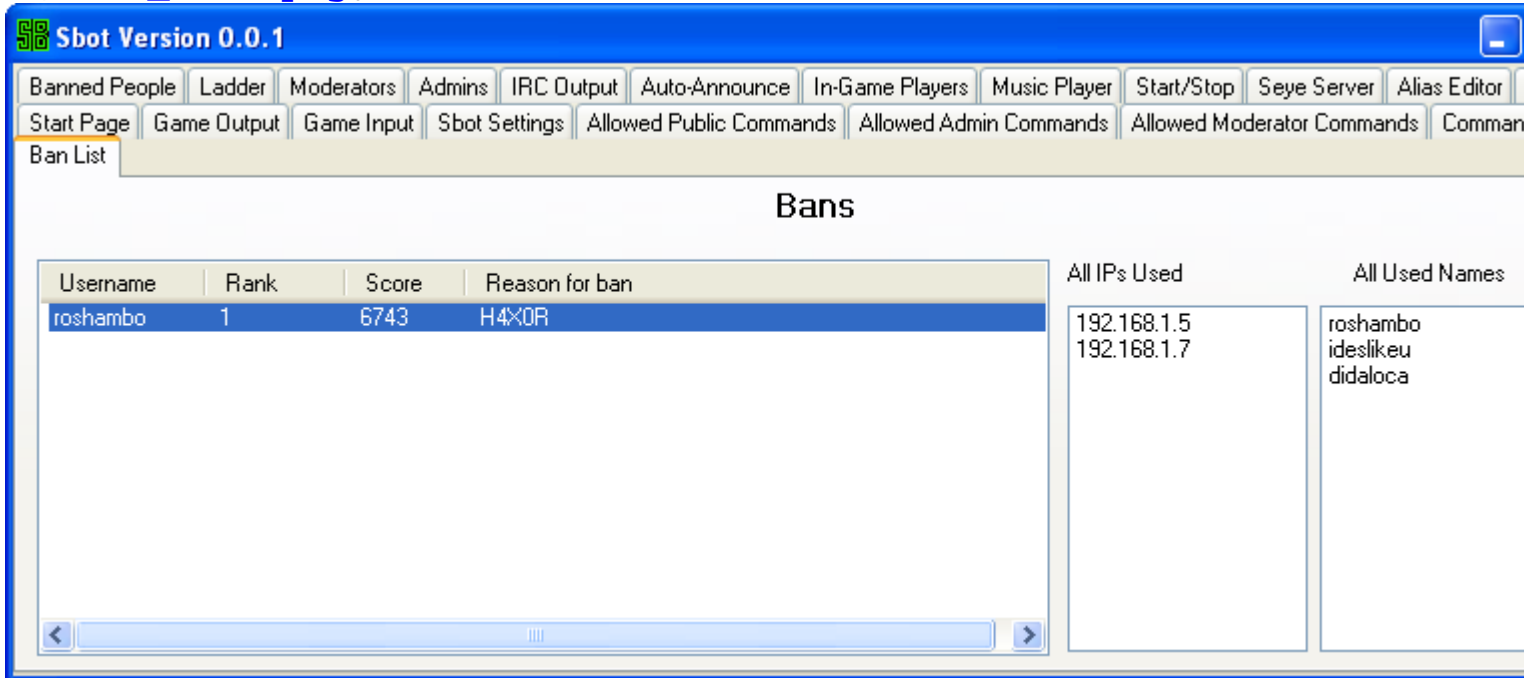 SB Sbot Version 0.0.1
Banned People Ladder Moderators Admins IRC Output Auto-Announce In-Game Players Music Player Start/Stop Seye Server Alias Editor
Start Page Game Output Game Input Sbot Settings Allowed Public Commands Allowed Admin Commands Allowed Moderator Commands Comman
Ban List
Bans
Username Rank Score Reason for ban
roshambo 1 6743 H4X0R
All IPs Used
192.168.1.5
192.168.1.7
All Used Names
roshambo
ideslikeu
didaloca